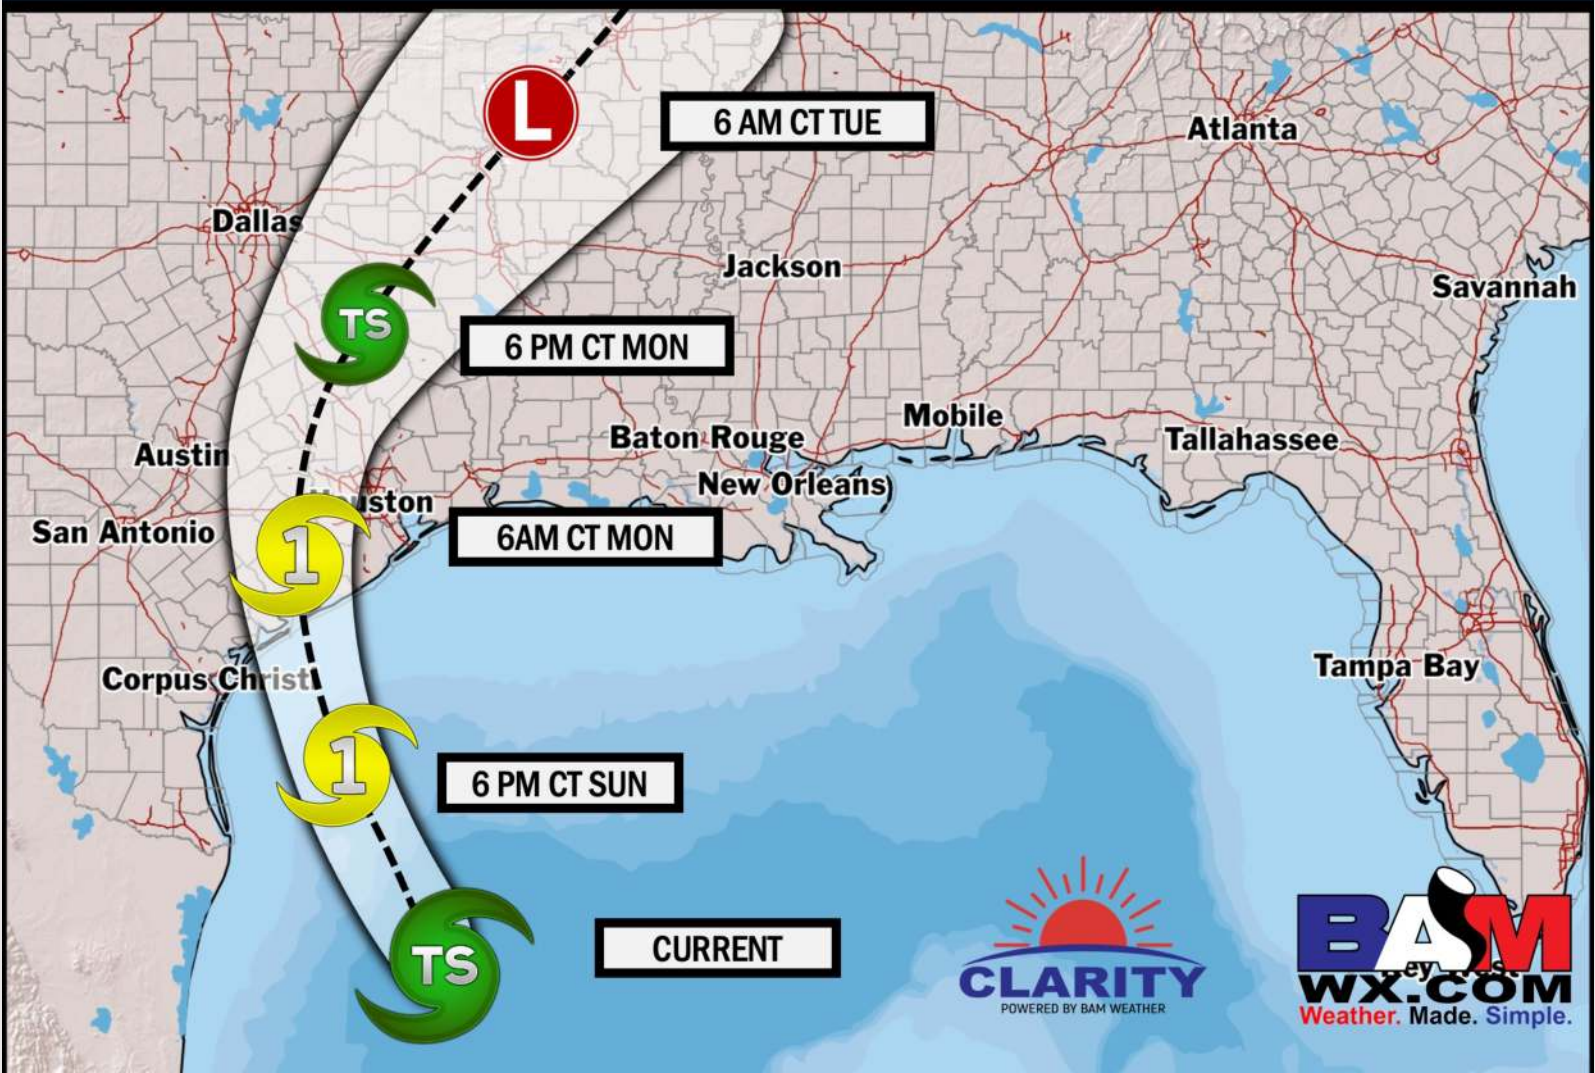 L
6 AM CT TUE
Atlanta
Dallas
Jackson
Savannah
TS
6 PM CT MON
Mobile
Baton Rouge
Tallahassee
Austin
New Orleans
San Antonio
1
6AM CT MON
Tampa Bay
Corpus Christi
1
6 PM CT SUN
TS
CURRENT
CLARITY
POWERED BY BAM WEATHER
BAM
WX.COM
Weather. Made. Simple.